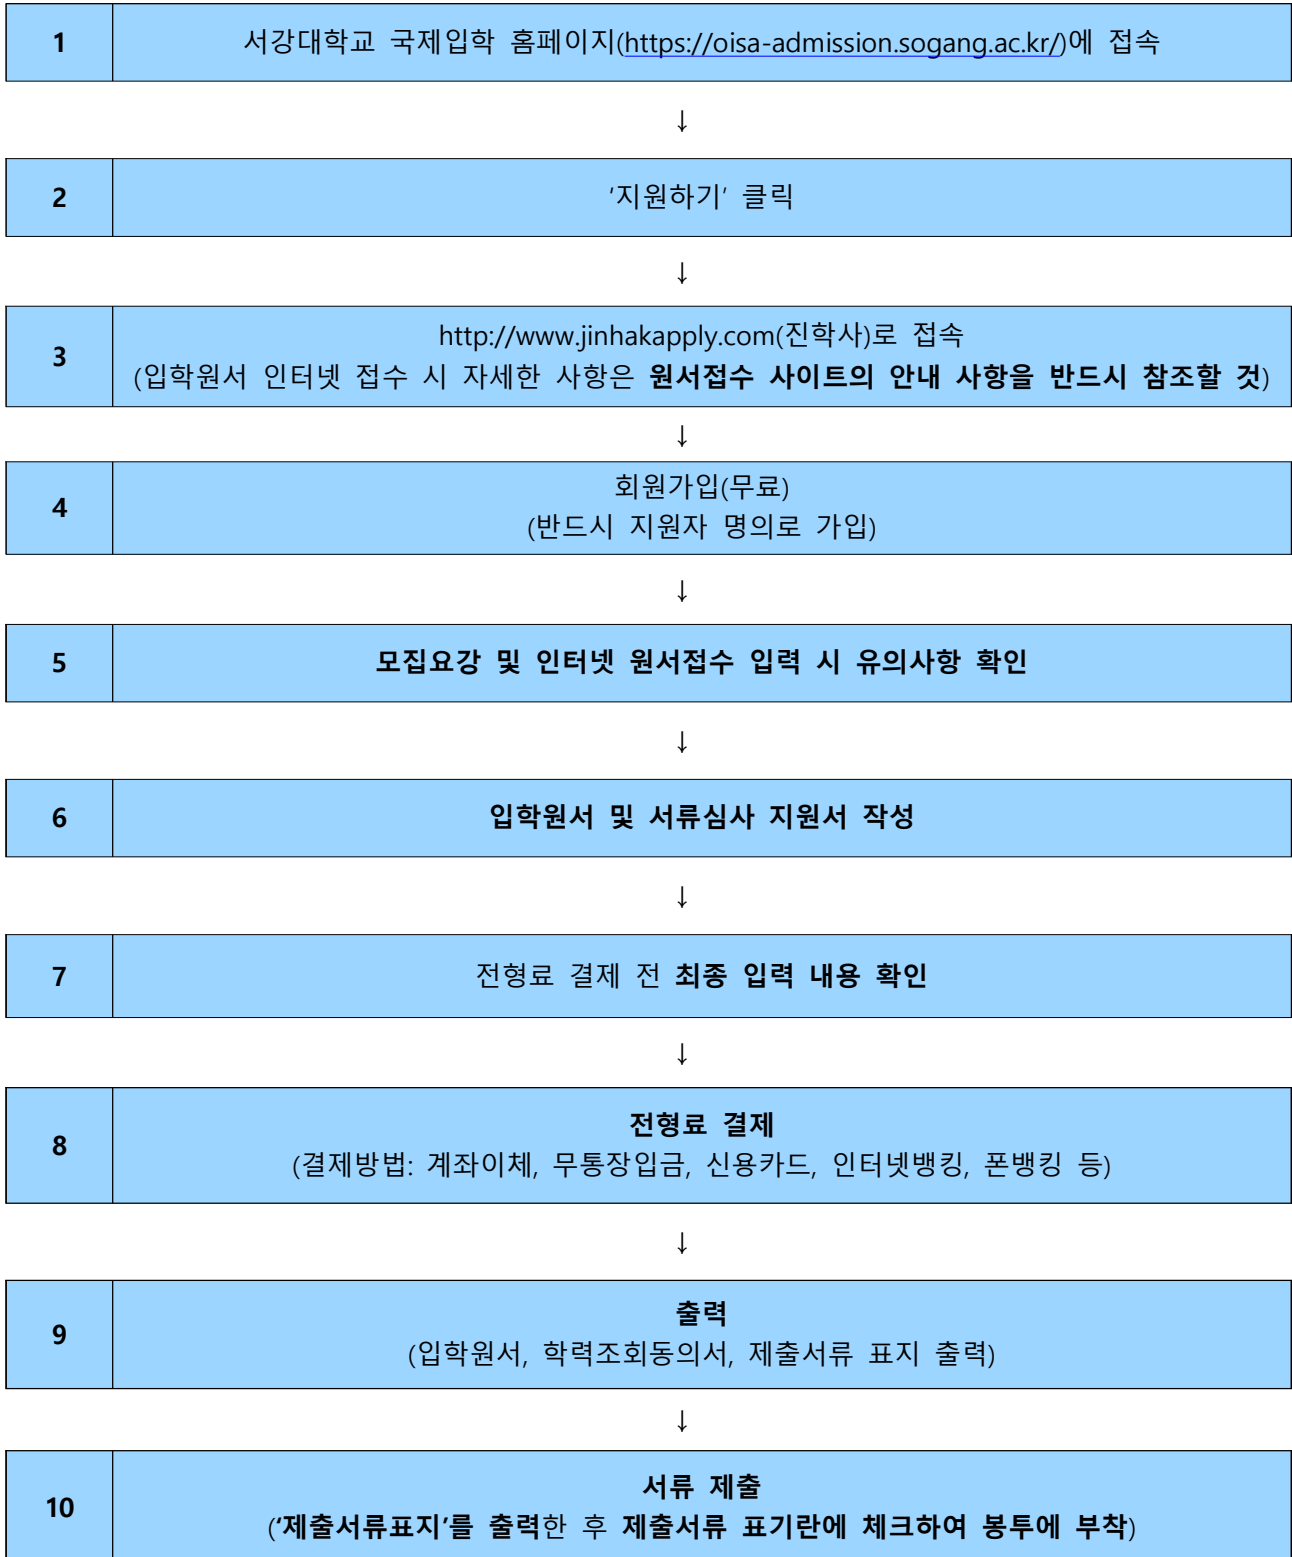 1
서강대학교 국제입학 홈페이지(https://oisa-admission.sogang.ac.kr/)에 접속
↓
2
‘지원하기’ 클릭
↓
3
http://www.jinhakapply.com(진학사)로 접속
(입학원서 인터넷 접수 시 자세한 사항은 원서접수 사이트의 안내 사항을 반드시 참조할 것)
↓
4
회원가입(무료)
(반드시 지원자 명의로 가입)
↓
5
모집요강 및 인터넷 원서접수 입력 시 유의사항 확인
↓
6
입학원서 및 서류심사 지원서 작성
↓
7
전형료 결제 전 최종 입력 내용 확인
↓
8
전형료 결제
(결제방법: 계좌이체, 무통장입금, 신용카드, 인터넷뱅킹, 폰뱅킹 등)
↓
9
출력
(입학원서, 학력조회동의서, 제출서류 표지 출력)
↓
10
서류 제출
(‘제출서류표지’를 출력한 후 제출서류 표기란에 체크하여 봉투에 부착)